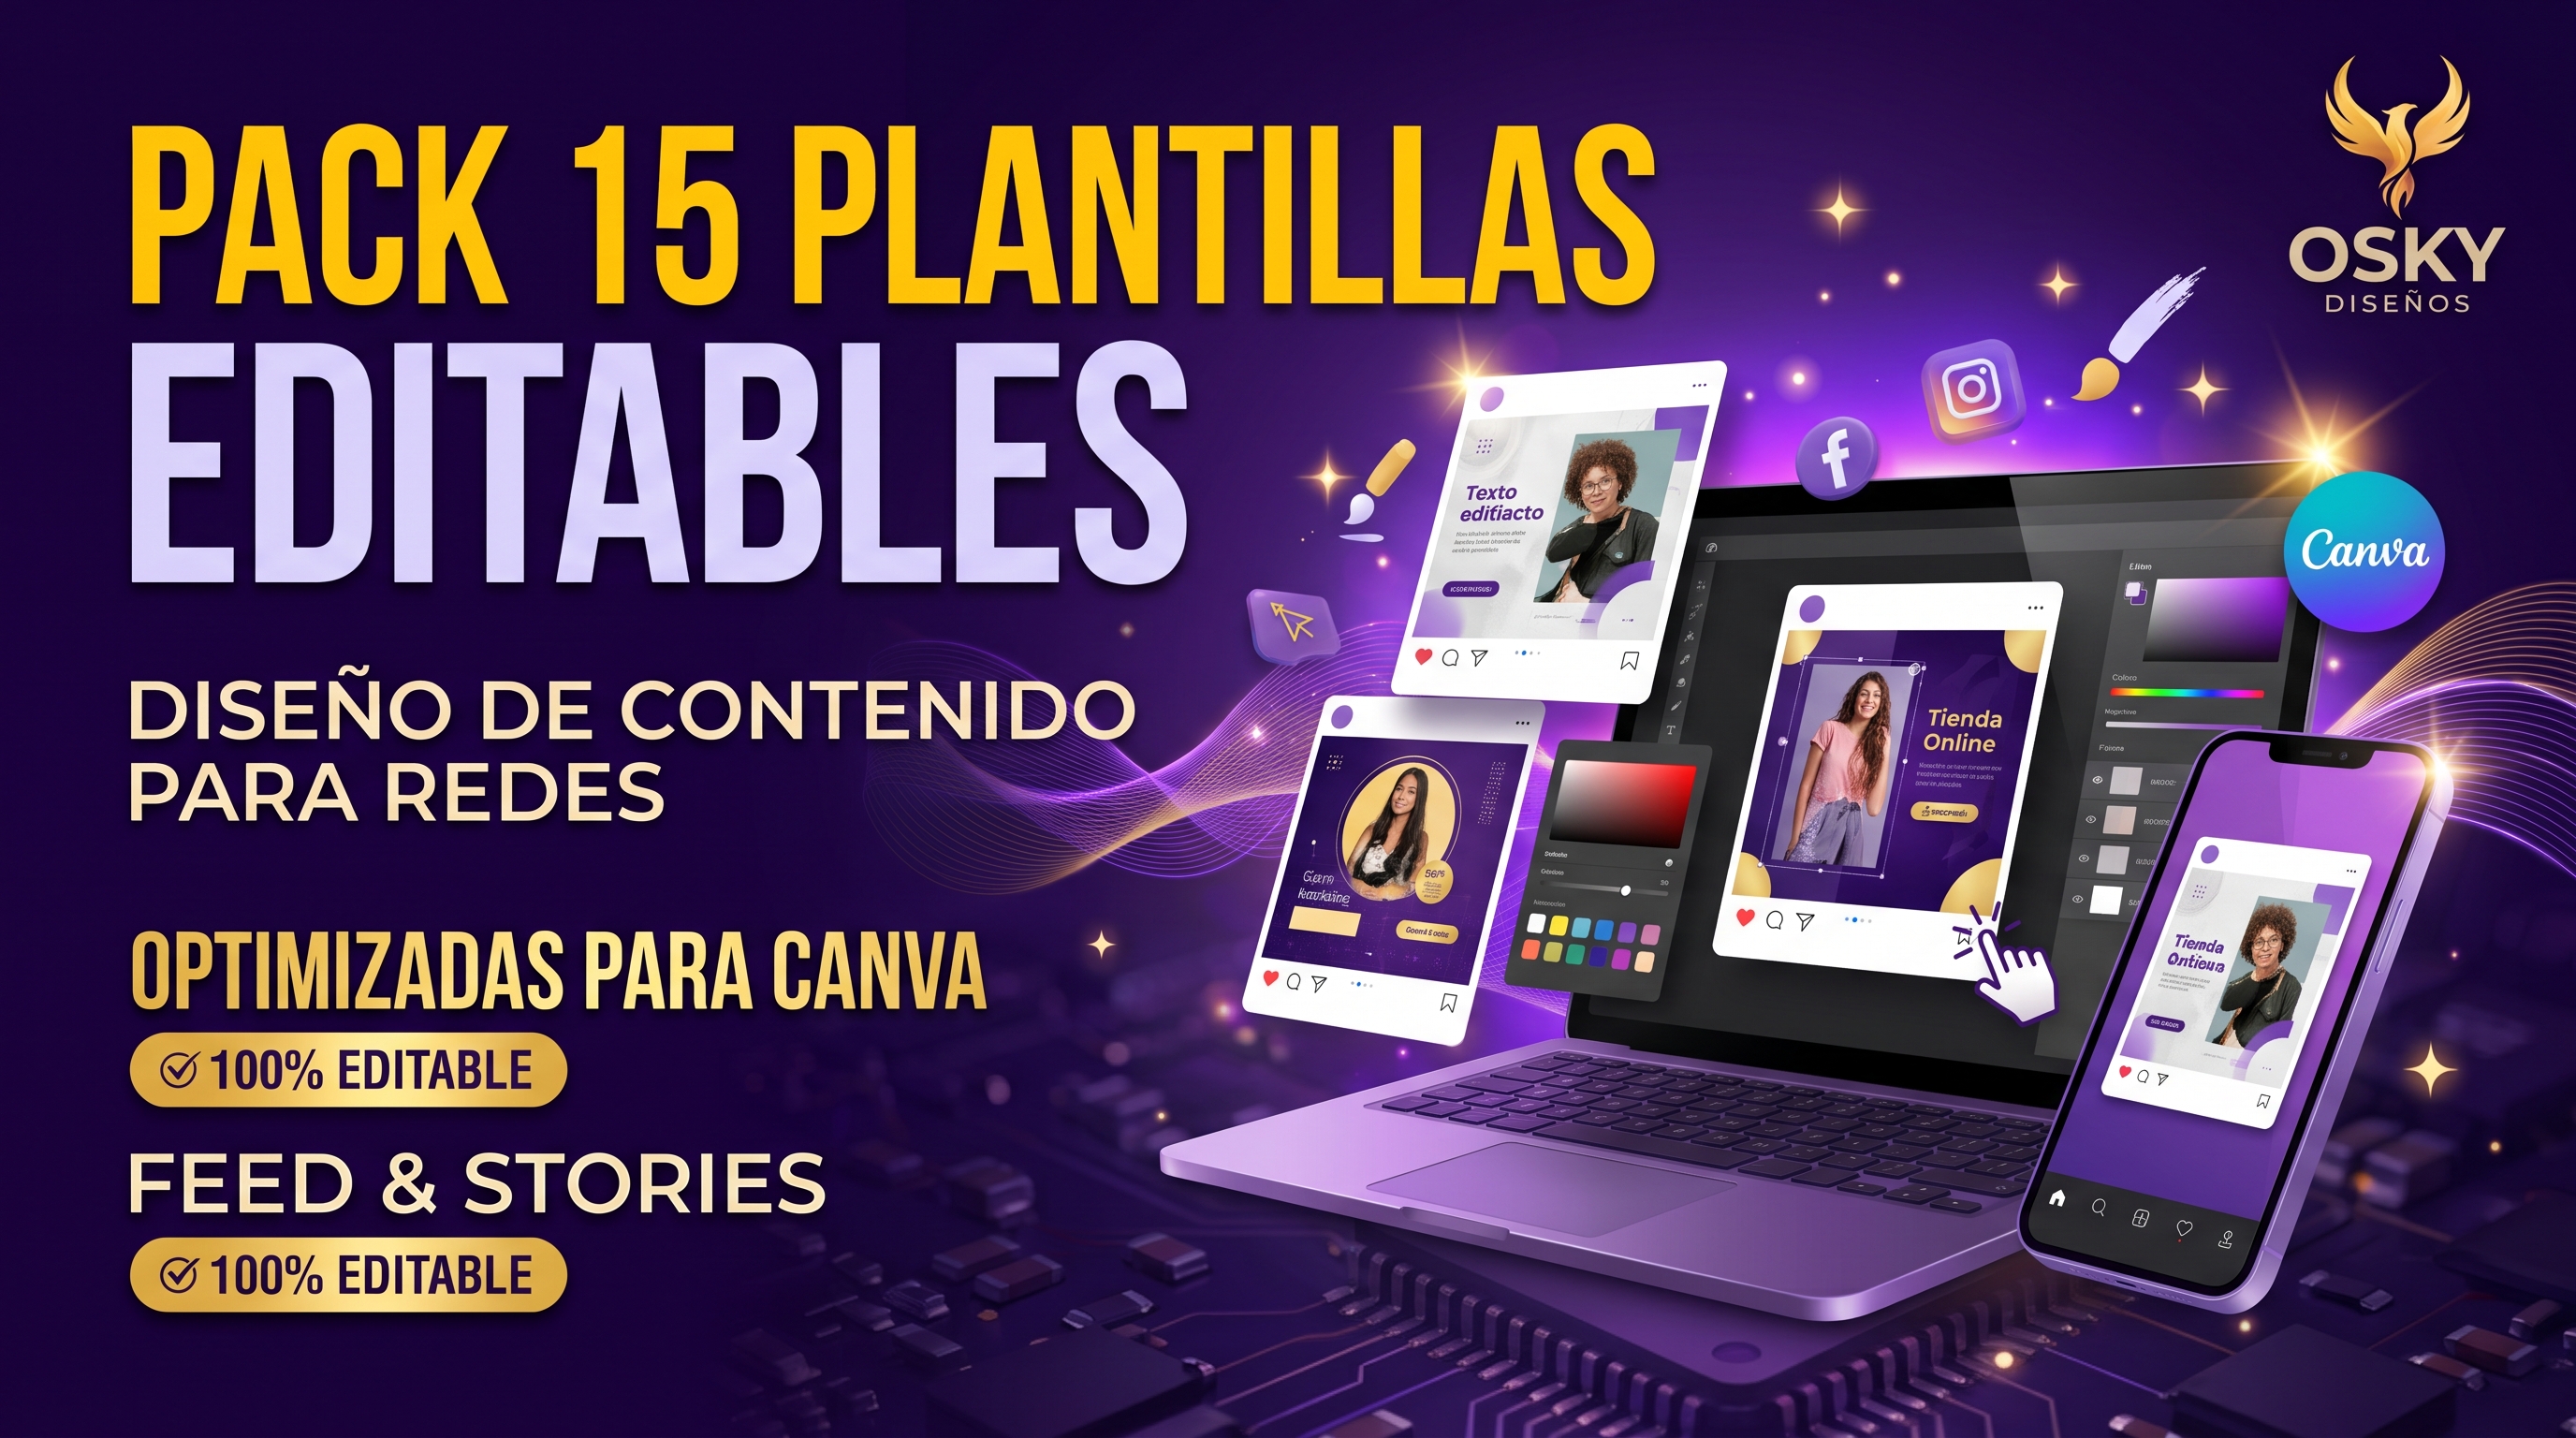 PACK 15 PLANTILLAS
EDITABLES
DISEÑO DE CONTENIDO
PARA REDES
OPTIMIZADAS PARA CANVA
100% EDITABLE
FEED & STORIES
100% EDITABLE
OSKY
DISEÑOS
Canva
Texto
edifiacto
Tienda
Online
Tienda